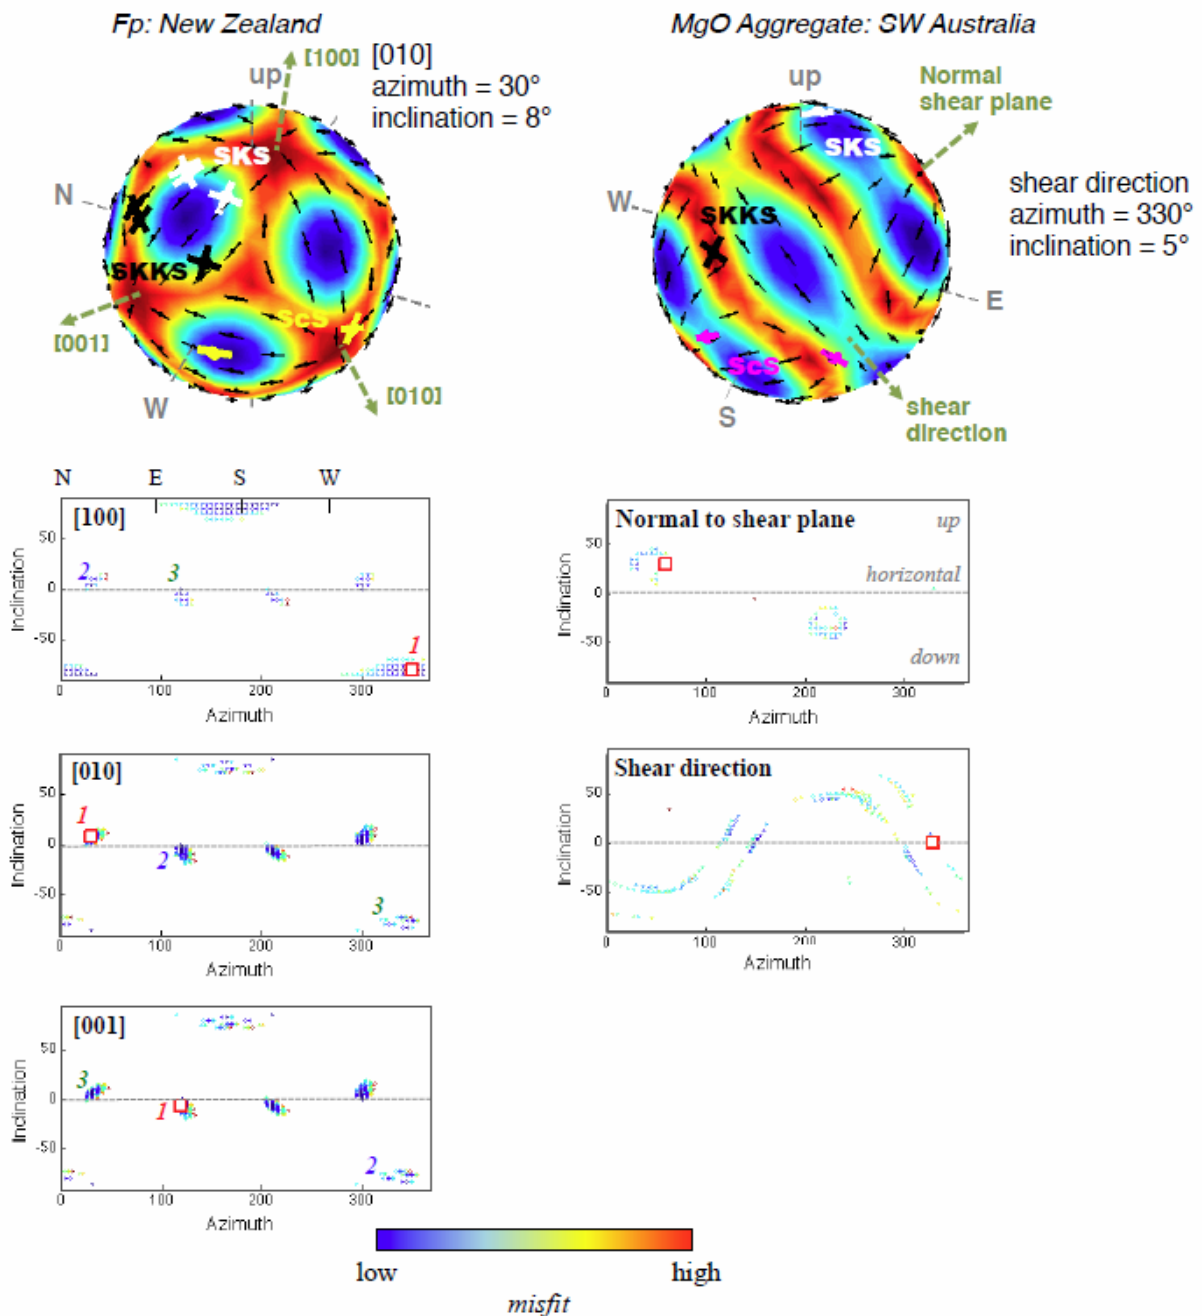 Fp: New Zealand
MgO Aggregate: SW Australia
[100]
[010]
azimuth = 30°
inclination = 8°
up
SKS
N
SKKS
ScS
[001]
[010]
W
up
Normal
shear plane
SKS
W
SKKS
shear direction
azimuth = 330°
inclination = 5°
E
ScS
S
shear
direction
N E S W
[100]
50
0
-50
Inclination
2
3
1
0 100 200 300
Azimuth
Normal to shear plane
up
horizontal
down
50
0
-50
Inclination
0 100 200 300
Azimuth
[010]
50
0
-50
Inclination
1
2
3
0 100 200 300
Azimuth
Shear direction
50
0
-50
Inclination
0 100 200 300
Azimuth
[001]
50
0
-50
Inclination
3
1
2
0 100 200 300
Azimuth
low
high
misfit